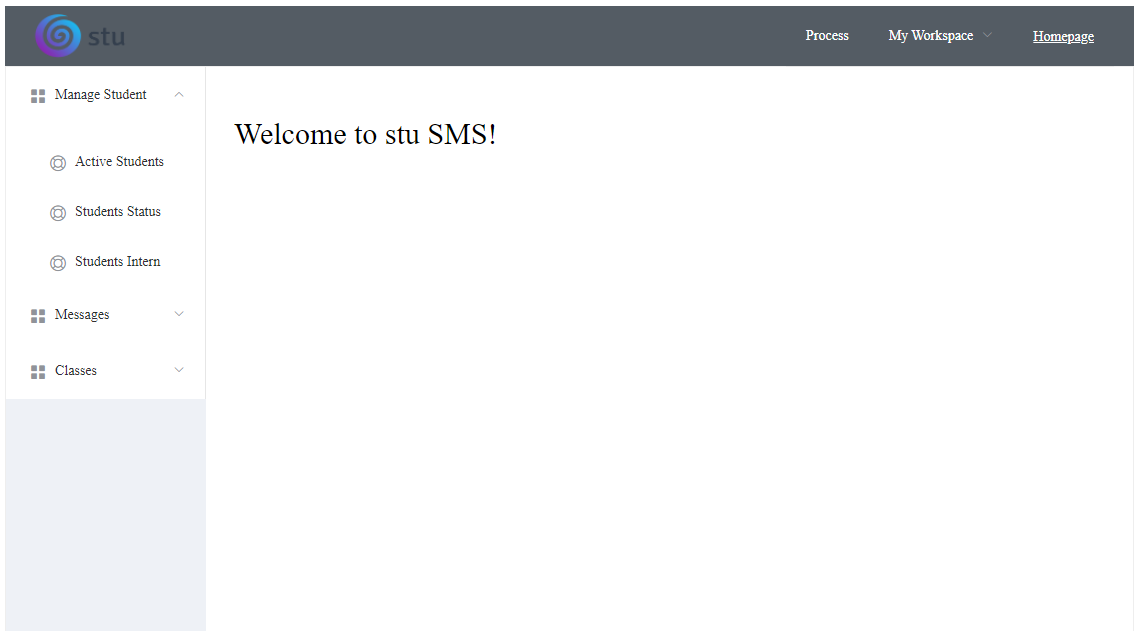 stu
Process
My Workspace
Homepage
Manage Student
Active Students
Students Status
Students Intern
Messages
Classes
Welcome to stu SMS!